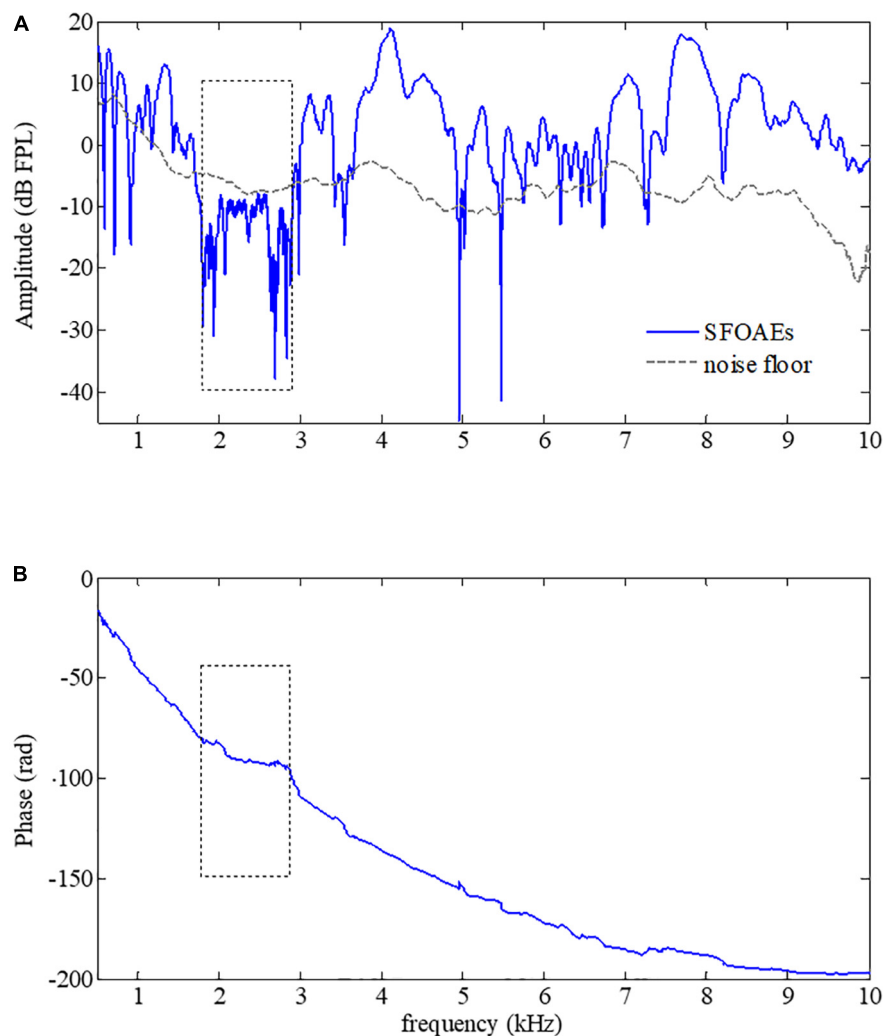 A
20
10
0
-10
-20
-30
-40
Amplitude (dB FPL)
SFOAEs
noise floor
1 2 3 4 5 6 7 8 9 10
B
0
-50
-100
-150
-200
Phase (rad)
1 2 3 4 5 6 7 8 9 10
frequency (kHz)